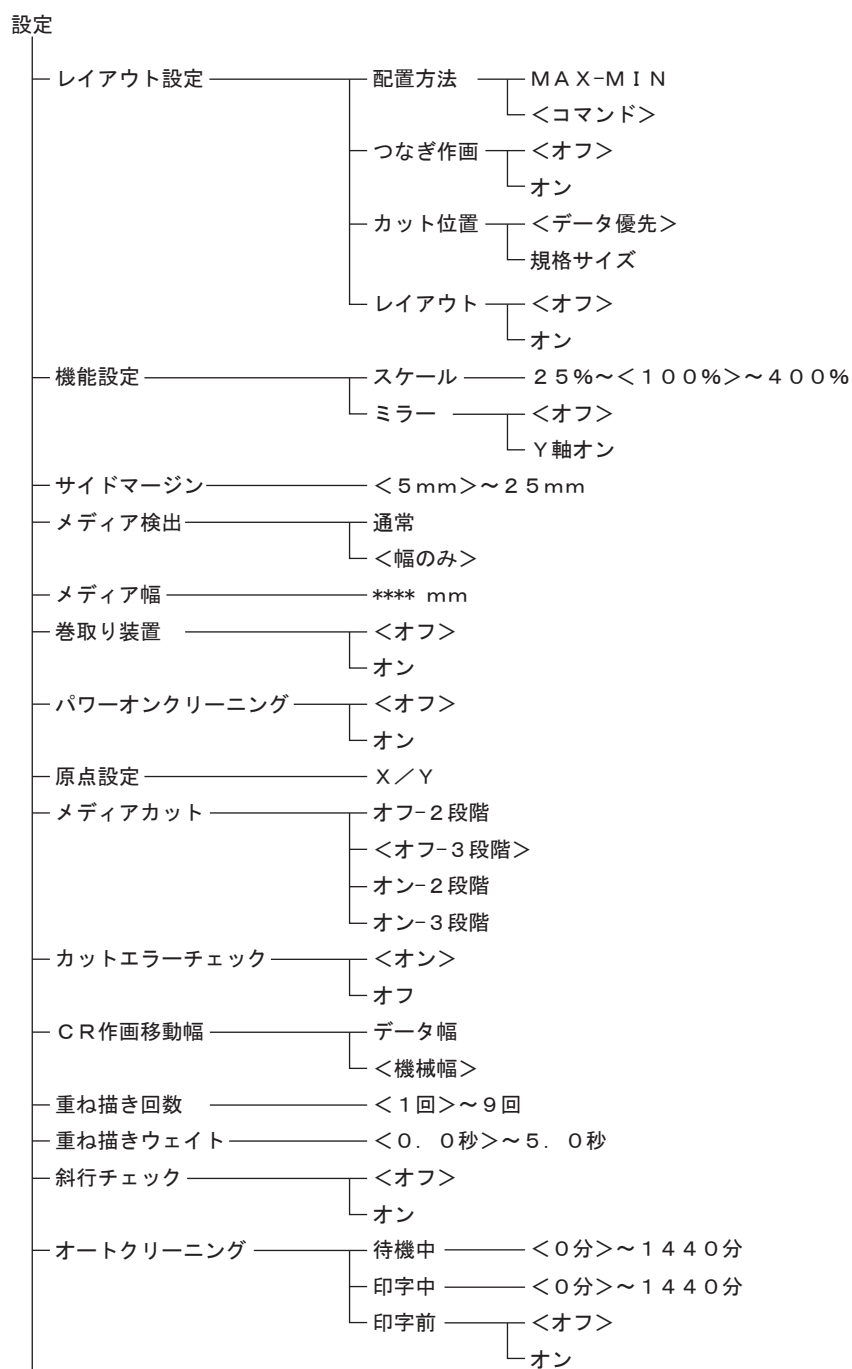 設定
レイアウト設定 配置方法 ＭＡＸ-ＭＩＮ
＜コマンド＞
つなぎ作画 ＜オフ＞
オン
カット位置 ＜データ優先＞
規格サイズ
レイアウト ＜オフ＞
オン
機能設定 スケール ２５％～＜１００％＞～４００％
ミラー ＜オフ＞
Ｙ軸オン
サイドマージン ＜５ｍｍ＞～２５ｍｍ
メディア検出 通常
＜幅のみ＞
メディア幅 **** ｍｍ
巻取り装置 ＜オフ＞
オン
パワーオンクリーニング ＜オフ＞
オン
原点設定 Ｘ／Ｙ
メディアカット オフ-２段階
＜オフ-３段階＞
オン-２段階
オン-３段階
カットエラーチェック ＜オン＞
オフ
ＣＲ作画移動幅 データ幅
＜機械幅＞
重ね描き回数 ＜１回＞～９回
重ね描きウェイト ＜０．０秒＞～５．０秒
斜行チェック ＜オフ＞
オン
オートクリーニング 待機中 ＜０分＞～１４４０分
印字中 ＜０分＞～１４４０分
印字前 ＜オフ＞
オン